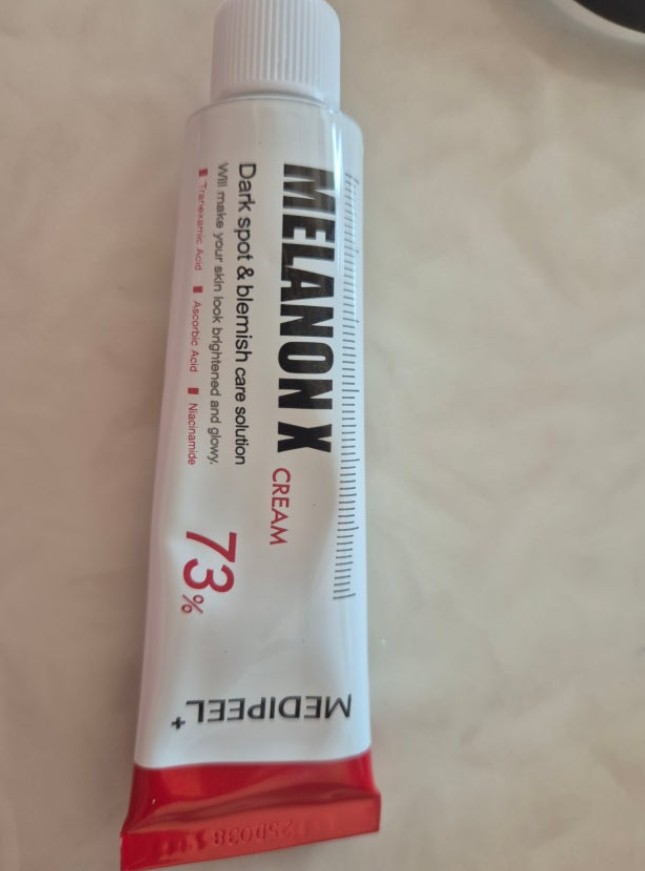 MELANON X CREAM
Dark spot & blemish care solution
Will make your skin look brightened and glowy.
Tranexamic Acid Ascorbic Acid Niacinamide
73%
MEDIPEEL+